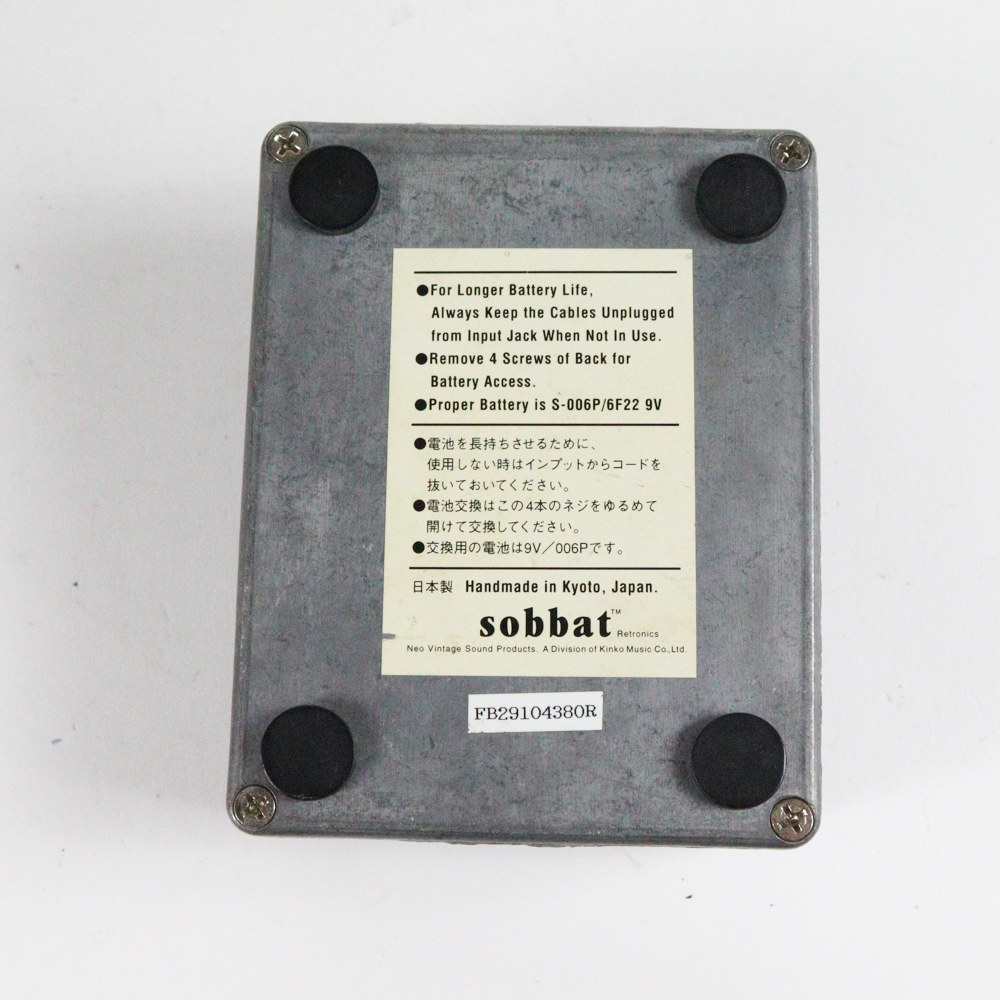 ●For Longer Battery Life,
Always Keep the Cables Unplugged
from Input Jack When Not In Use.
●Remove 4 Screws of Back for
Battery Access.
●Proper Battery is S-006P/6F22 9V
●電池を長持ちさせるために、
使用しない時はインプットからコードを
抜いておいてください。
●電池交換はこの4本のネジをゆるめて
開けて交換してください。
●交換用の電池は9V／006Pです。
日本製 Handmade in Kyoto, Japan.
sobbat™ Retronics
Neo Vintage Sound Products. A Division of Kinko Music Co.,Ltd.
FB29104380R